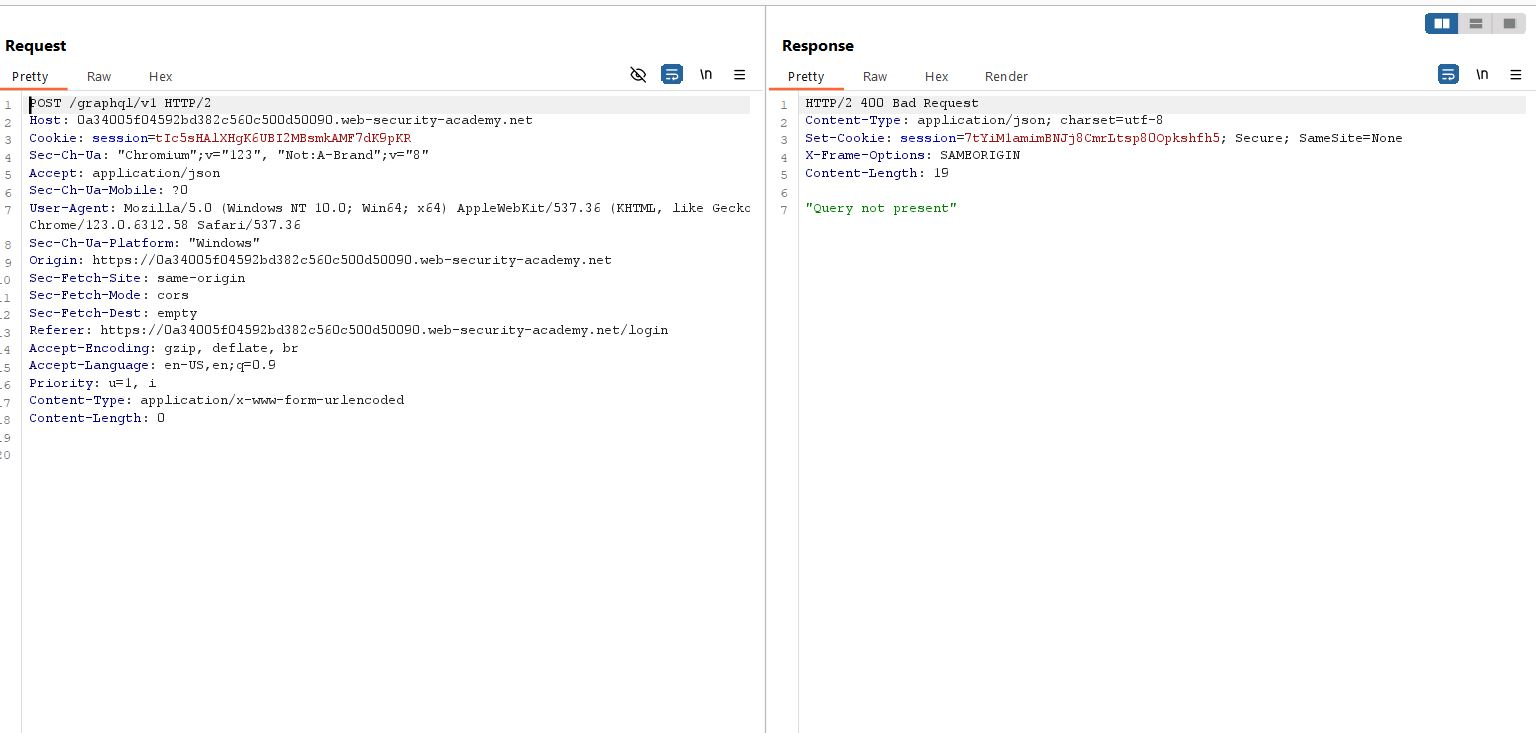 Request
Pretty Raw Hex
\n
1 POST /graphql/v1 HTTP/2
2 Host: 0a34005f04592bd382c560c500d50090.web-security-academy.net
3 Cookie: session=tIc5sHAlXHgK6UBI2MBsmkAMF7dK9pKR
4 Sec-Ch-Ua: "Chromium";v="123", "Not:A-Brand";v="8"
5 Accept: application/json
6 Sec-Ch-Ua-Mobile: ?0
7 User-Agent: Mozilla/5.0 (Windows NT 10.0; Win64; x64) AppleWebKit/537.36 (KHTML, like Gecko
Chrome/123.0.6312.58 Safari/537.36
8 Sec-Ch-Ua-Platform: "Windows"
9 Origin: https://0a34005f04592bd382c560c500d50090.web-security-academy.net
10 Sec-Fetch-Site: same-origin
11 Sec-Fetch-Mode: cors
12 Sec-Fetch-Dest: empty
13 Referer: https://0a34005f04592bd382c560c500d50090.web-security-academy.net/login
14 Accept-Encoding: gzip, deflate, br
15 Accept-Language: en-US,en;q=0.9
16 Priority: u=1, i
17 Content-Type: application/x-www-form-urlencoded
18 Content-Length: 0
19
20
Response
Pretty Raw Hex Render
\n
1 HTTP/2 400 Bad Request
2 Content-Type: application/json; charset=utf-8
3 Set-Cookie: session=7tYiMlamimBNJj8CmrLtsp80Opkshfh5; Secure; SameSite=None
4 X-Frame-Options: SAMEORIGIN
5 Content-Length: 19
6
7 "Query not present"